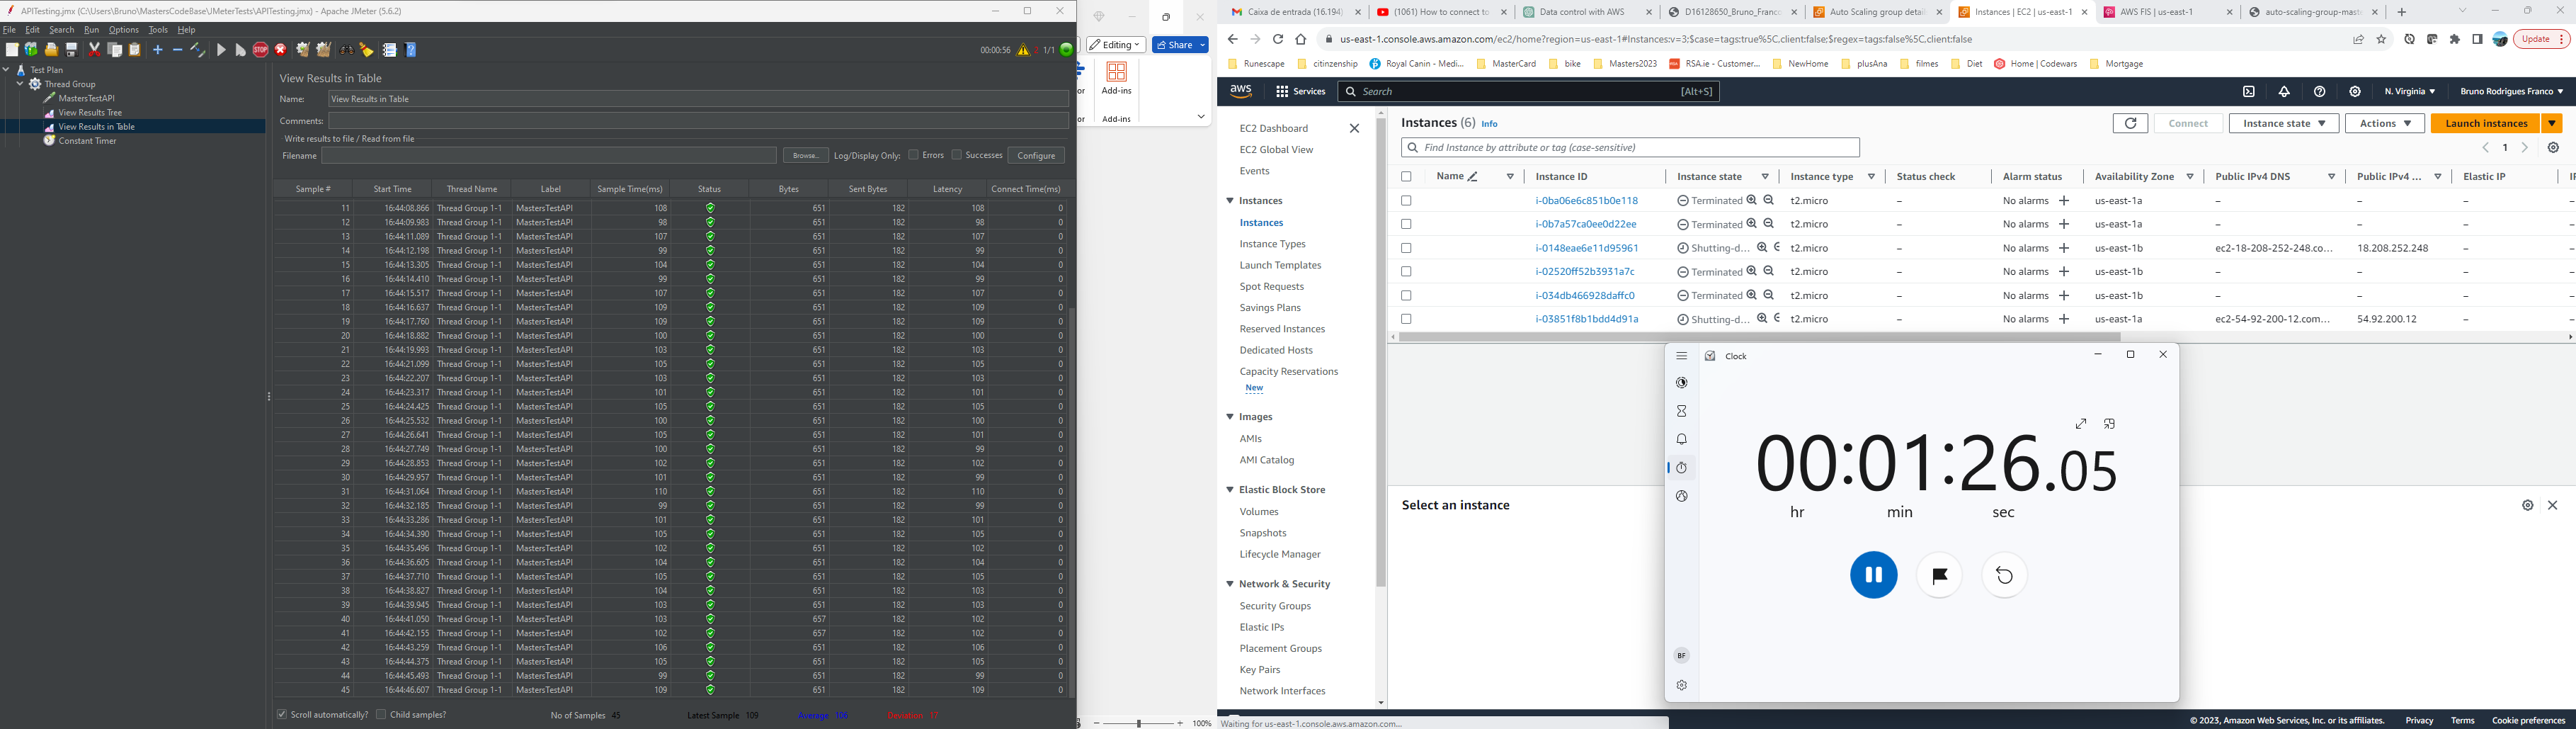 APITesting.jmx (C:\Users\Bruno\MastersCodeBase\JMeterTests\APITesting.jmx) - Apache JMeter (5.6.2)
File Edit Search Run Options Tools Help
00:00:56 1/1
Test Plan
Thread Group
MastersTestAPI
View Results Tree
View Results in Table
Constant Timer
View Results in Table
Name: View Results in Table
Comments:
Write results to file / Read from file
Filename Browse... Log/Display Only: Errors Successes Configure
Sample # Start Time Thread Name Label Sample Time(ms) Status Bytes Sent Bytes Latency Connect Time(ms)
11 16:44:08.866 Thread Group 1-1 MastersTestAPI 108 651 182 108 0
12 16:44:09.983 Thread Group 1-1 MastersTestAPI 98 651 182 98 0
13 16:44:11.089 Thread Group 1-1 MastersTestAPI 107 651 182 107 0
14 16:44:12.198 Thread Group 1-1 MastersTestAPI 99 651 182 99 0
15 16:44:13.305 Thread Group 1-1 MastersTestAPI 104 651 182 104 0
16 16:44:14.410 Thread Group 1-1 MastersTestAPI 99 651 182 99 0
17 16:44:15.517 Thread Group 1-1 MastersTestAPI 107 651 182 107 0
18 16:44:16.637 Thread Group 1-1 MastersTestAPI 109 651 182 109 0
19 16:44:17.760 Thread Group 1-1 MastersTestAPI 109 651 182 109 0
20 16:44:18.882 Thread Group 1-1 MastersTestAPI 100 651 182 100 0
21 16:44:19.993 Thread Group 1-1 MastersTestAPI 103 651 182 103 0
22 16:44:21.099 Thread Group 1-1 MastersTestAPI 105 651 182 105 0
23 16:44:22.207 Thread Group 1-1 MastersTestAPI 103 651 182 103 0
24 16:44:23.317 Thread Group 1-1 MastersTestAPI 101 651 182 101 0
25 16:44:24.425 Thread Group 1-1 MastersTestAPI 105 651 182 105 0
26 16:44:25.532 Thread Group 1-1 MastersTestAPI 100 651 182 100 0
27 16:44:26.641 Thread Group 1-1 MastersTestAPI 105 651 182 101 0
28 16:44:27.749 Thread Group 1-1 MastersTestAPI 100 651 182 99 0
29 16:44:28.853 Thread Group 1-1 MastersTestAPI 102 651 182 102 0
30 16:44:29.957 Thread Group 1-1 MastersTestAPI 101 651 182 99 0
31 16:44:31.064 Thread Group 1-1 MastersTestAPI 110 651 182 110 0
32 16:44:32.185 Thread Group 1-1 MastersTestAPI 99 651 182 99 0
33 16:44:33.286 Thread Group 1-1 MastersTestAPI 101 651 182 101 0
34 16:44:34.390 Thread Group 1-1 MastersTestAPI 105 651 182 105 0
35 16:44:35.496 Thread Group 1-1 MastersTestAPI 102 651 182 102 0
36 16:44:36.605 Thread Group 1-1 MastersTestAPI 104 651 182 104 0
37 16:44:37.710 Thread Group 1-1 MastersTestAPI 105 651 182 105 0
38 16:44:38.827 Thread Group 1-1 MastersTestAPI 104 651 182 103 0
39 16:44:39.945 Thread Group 1-1 MastersTestAPI 103 651 182 103 0
40 16:44:41.050 Thread Group 1-1 MastersTestAPI 103 657 182 102 0
41 16:44:42.155 Thread Group 1-1 MastersTestAPI 102 657 182 102 0
42 16:44:43.259 Thread Group 1-1 MastersTestAPI 106 651 182 106 0
43 16:44:44.375 Thread Group 1-1 MastersTestAPI 105 651 182 105 0
44 16:44:45.493 Thread Group 1-1 MastersTestAPI 99 651 182 99 0
45 16:44:46.607 Thread Group 1-1 MastersTestAPI 109 651 182 109 0
Scroll automatically? Child samples? No of Samples 45 Latest Sample 109 Average 106 Deviation
Editing Share
or Add-ins
or Add-ins
100%
Caixa de entrada (16.194) (1061) How to connect to Data control with AWS D16128650_Bruno_Franco Auto Scaling group detail Instances | EC2 | us-east-1 AWS FIS | us-east-1 auto-scaling-group-maste
us-east-1.console.aws.amazon.com/ec2/home?region=us-east-1#Instances:v=3;$case=tags:true%5C,client:false;$regex=tags:false%5C,client:false Update
Runescape citizenship Royal Canin - Medi... MasterCard bike Masters2023 RSA.ie - Customer... NewHome plusAna filmes Diet Home | Codewars Mortgage
aws Services Search [Alt+S] N. Virginia Bruno Rodrigues Franco
EC2 Dashboard
EC2 Global View
Events
Instances
Instances
Instance Types
Launch Templates
Spot Requests
Savings Plans
Reserved Instances
Dedicated Hosts
Capacity Reservations
New
Images
AMIs
AMI Catalog
Elastic Block Store
Volumes
Snapshots
Lifecycle Manager
Network & Security
Security Groups
Elastic IPs
Placement Groups
Key Pairs
Network Interfaces
Instances (6) Info Connect Instance state Actions Launch instances
Find Instance by attribute or tag (case-sensitive) 1
Name Instance ID Instance state Instance type Status check Alarm status Availability Zone Public IPv4 DNS Public IPv4 ... Elastic IP
i-0ba06e6c851b0e118 Terminated t2.micro – No alarms + us-east-1a – – –
i-0b7a57ca0ee0d22ee Terminated t2.micro – No alarms + us-east-1a – – –
i-0148eae6e11d95961 Shutting-d... t2.micro – No alarms + us-east-1b ec2-18-208-252-248.co... 18.208.252.248 –
i-02520ff52b3931a7c Terminated t2.micro – No alarms + us-east-1b – – –
i-034db466928daffc0 Terminated t2.micro – No alarms + us-east-1b – – –
i-03851f8b1bdd4d91a Shutting-d... t2.micro – No alarms + us-east-1a ec2-54-92-200-12.com... 54.92.200.12 –
Select an instance
Clock
00:01:26.05
hr min sec
BF
Waiting for us-east-1.console.aws.amazon.com...
© 2023, Amazon Web Services, Inc. or its affiliates. Privacy Terms Cookie preferences